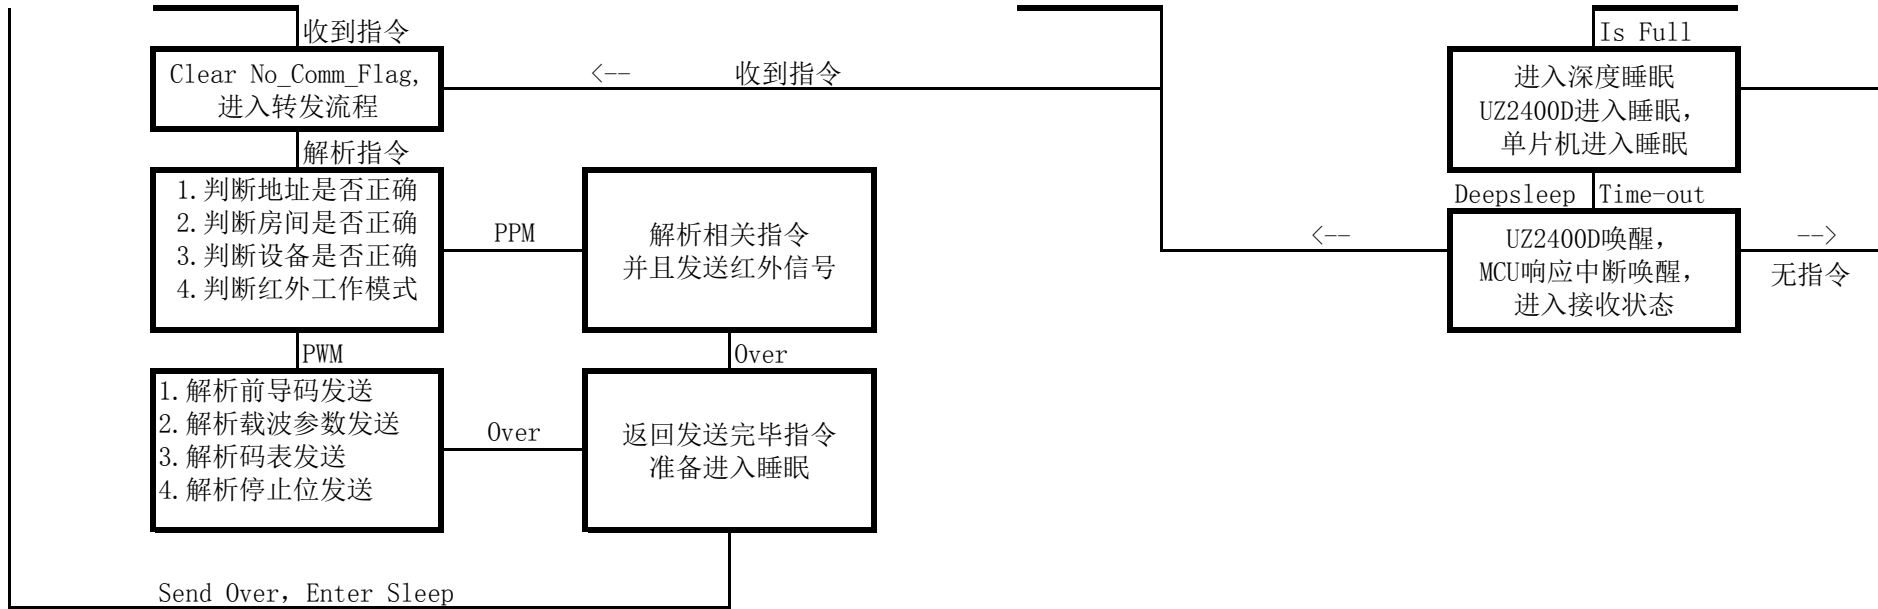 收到指令
Is Full
Clear No_Comm_Flag,
进入转发流程
<-- 收到指令
进入深度睡眠
UZ2400D进入睡眠，
单片机进入睡眠
解析指令
1.判断地址是否正确
2.判断房间是否正确
3.判断设备是否正确
4.判断红外工作模式
PPM
解析相关指令
并且发送红外信号
Deepsleep Time-out
<--
UZ2400D唤醒，
MCU响应中断唤醒，
进入接收状态
-->
无指令
PWM
Over
1.解析前导码发送
2.解析载波参数发送
3.解析码表发送
4.解析停止位发送
Over
返回发送完毕指令
准备进入睡眠
Send Over，Enter Sleep